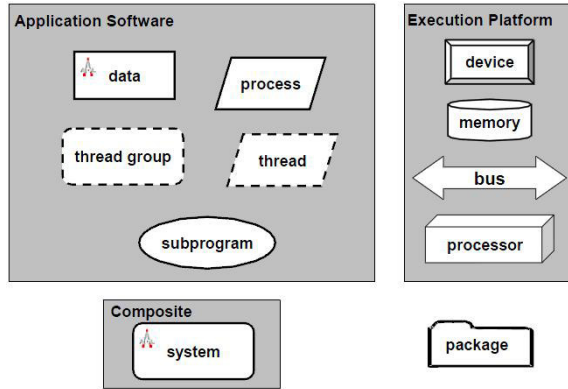 Application Software
data
process
thread group
thread
subprogram
Execution Platform
device
memory
bus
processor
Composite
system
package